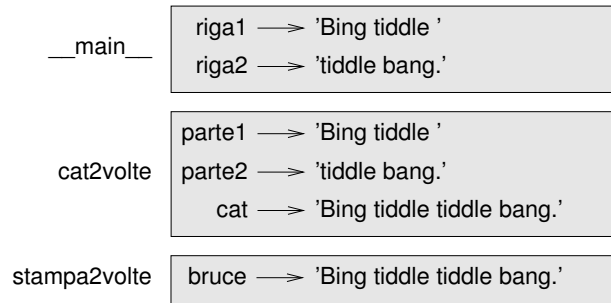 __main__
riga1 → 'Bing tiddle '
riga2 → 'tiddle bang.'
cat2volte
parte1 → 'Bing tiddle '
parte2 → 'tiddle bang.'
cat → 'Bing tiddle tiddle bang.'
stampa2volte
bruce → 'Bing tiddle tiddle bang.'